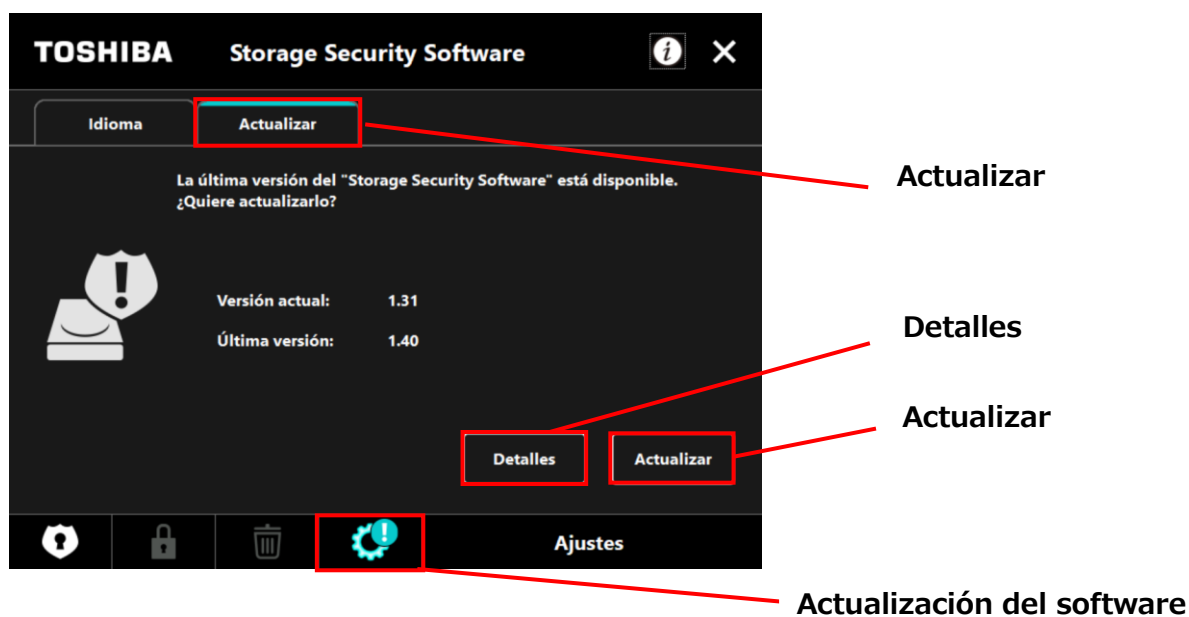 TOSHIBA Storage Security Software
Idioma Actualizar
La última versión del "Storage Security Software" está disponible.
¿Quiere actualizarlo?
Versión actual: 1.31
Última versión: 1.40
Detalles Actualizar
Ajustes
Actualizar
Detalles
Actualizar
Actualización del software